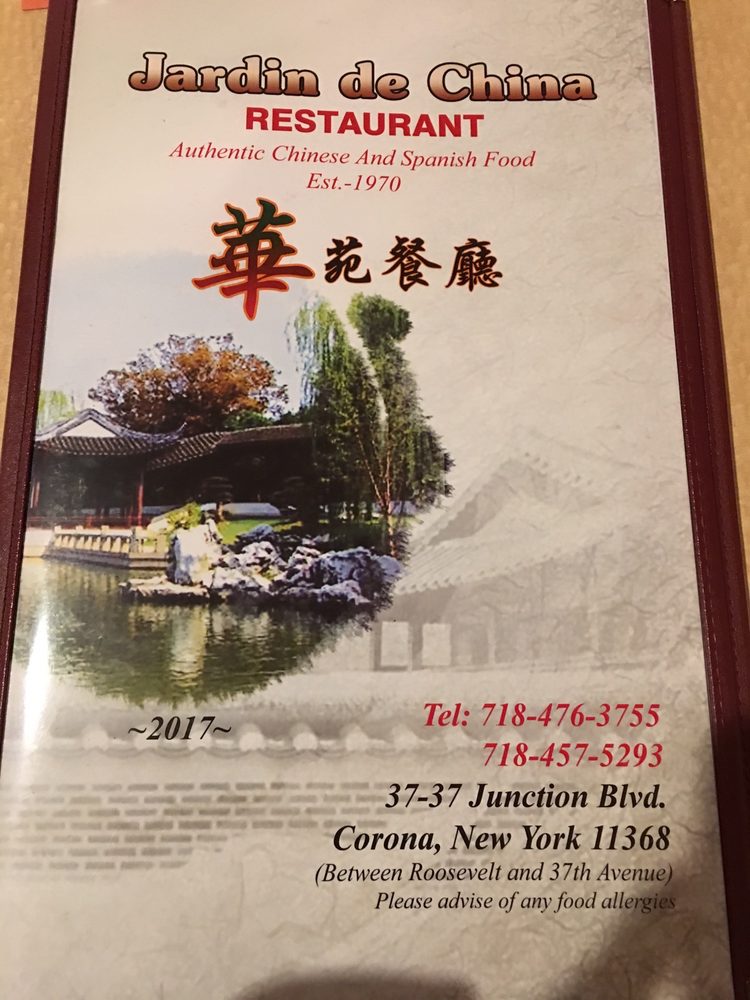 Jardin de China
RESTAURANT
Authentic Chinese And Spanish Food
Est.-1970
華苑餐廳
~2017~
Tel: 718-476-3755
718-457-5293
37-37 Junction Blvd.
Corona, New York 11368
(Between Roosevelt and 37th Avenue)
Please advise of any food allergies